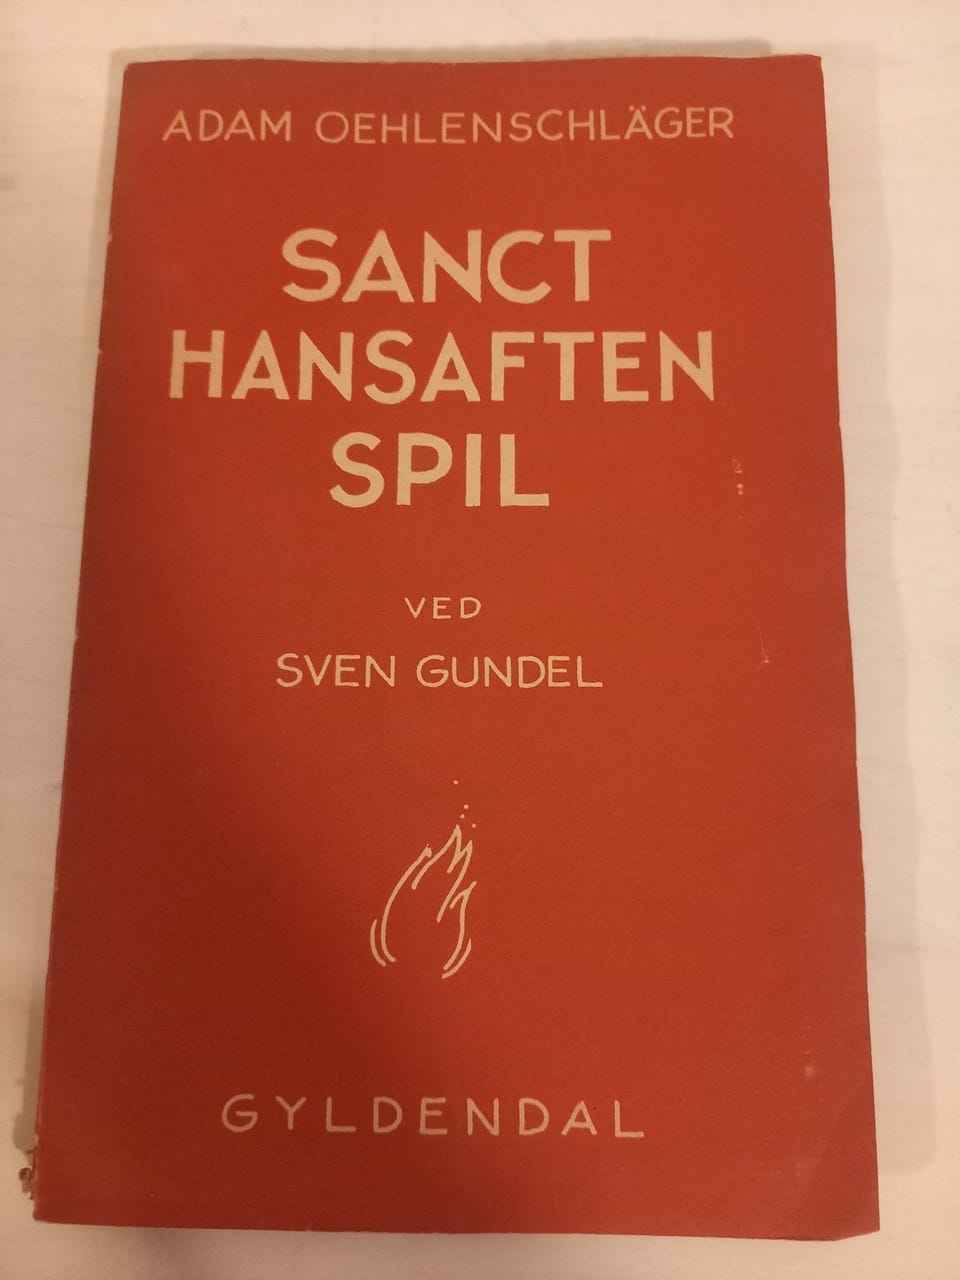 ADAM OEHLENSCHLÄGER
SANCT
HANSAFTEN
SPIL
VED
SVEN GUNDEL
GYLDENDAL